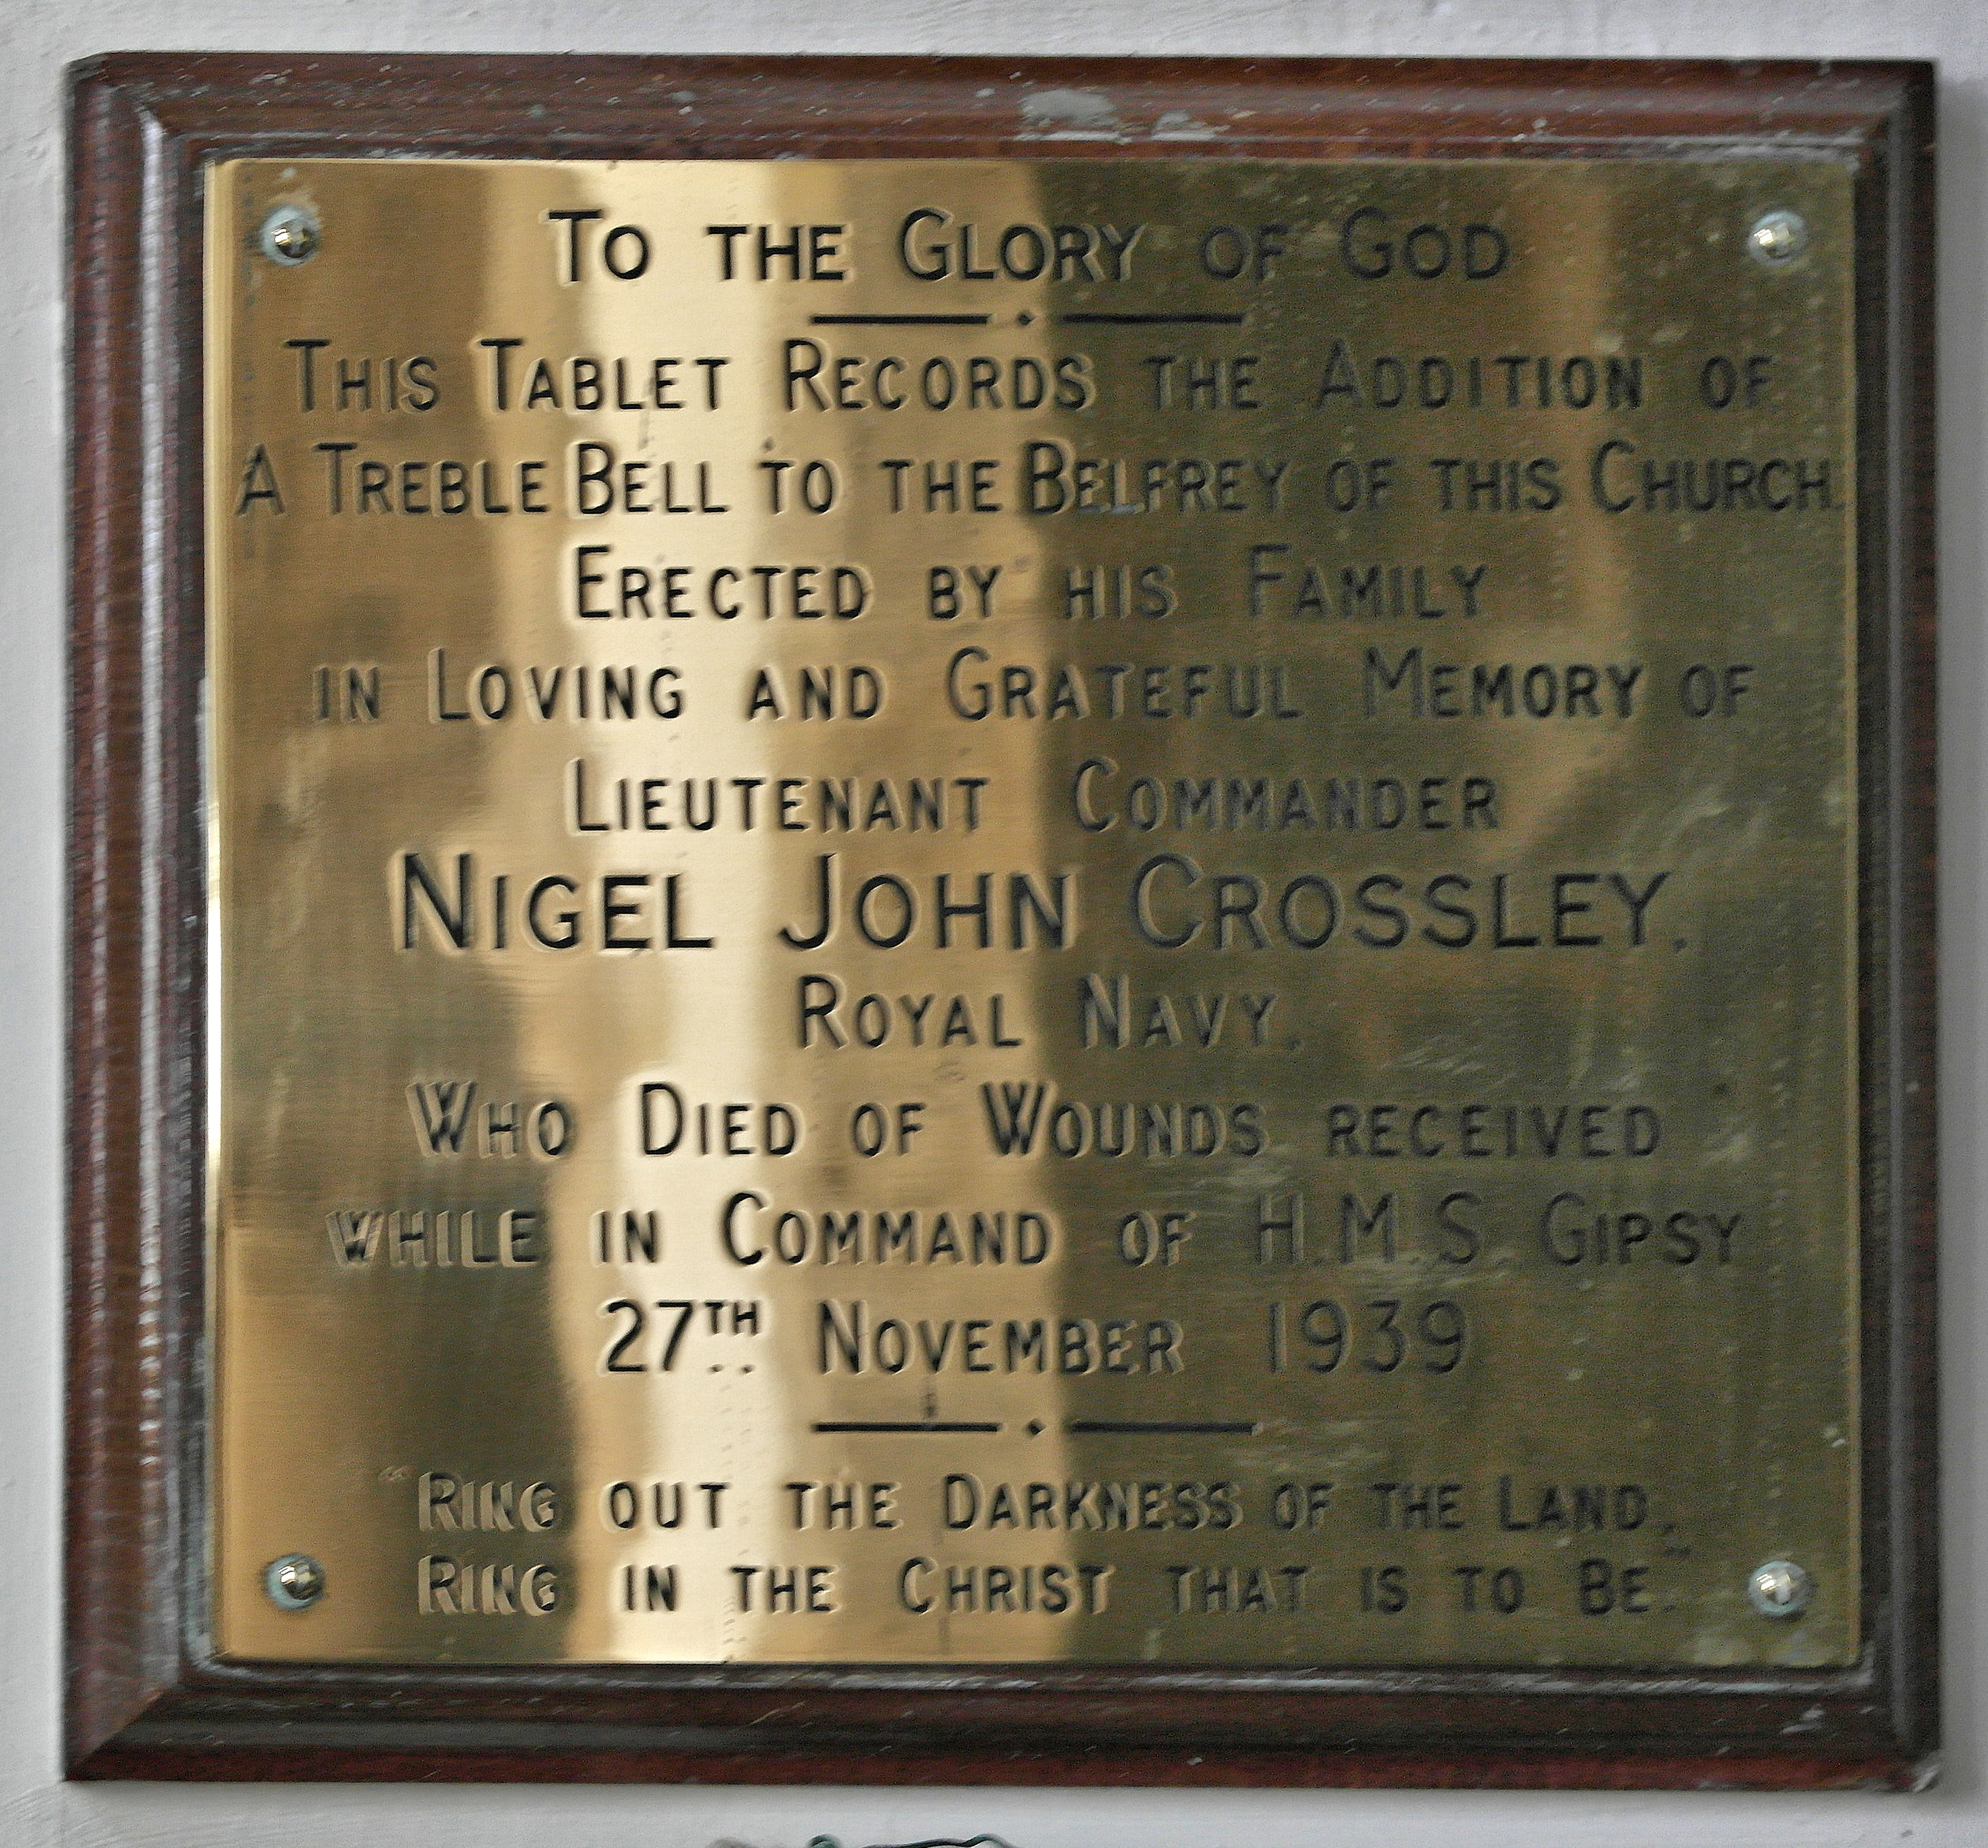 To the Glory of God
This Tablet Records the Addition of
A Treble Bell to the Belfrey of this Church.
Erected by his Family
in Loving and Grateful Memory of
Lieutenant Commander
Nigel John Crossley.
Royal Navy.
Who Died of Wounds received
while in Command of H.M.S. Gipsy
27th November 1939
"Ring out the Darkness of the Land,
Ring in the Christ that is to Be."